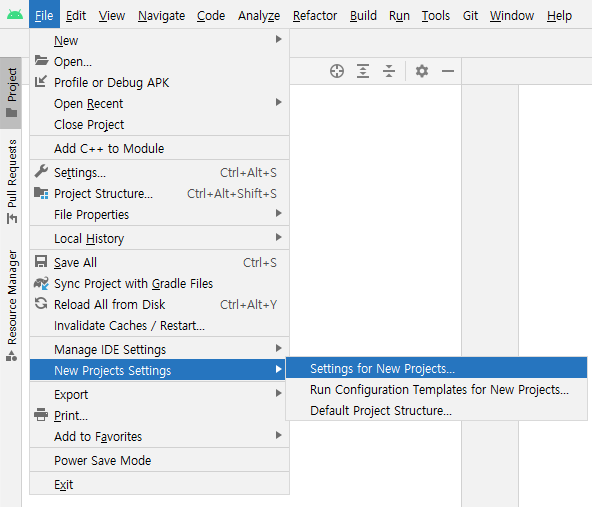 File Edit View Navigate Code Analyze Refactor Build Run Tools Git Window Help
Project
Pull Requests
Resource Manager
New
Open...
Profile or Debug APK
Open Recent
Close Project
Add C++ to Module
Settings... Ctrl+Alt+S
Project Structure... Ctrl+Alt+Shift+S
File Properties
Local History
Save All Ctrl+S
Sync Project with Gradle Files
Reload All from Disk Ctrl+Alt+Y
Invalidate Caches / Restart...
Manage IDE Settings
New Projects Settings
Export
Print...
Add to Favorites
Power Save Mode
Exit
Settings for New Projects...
Run Configuration Templates for New Projects...
Default Project Structure...